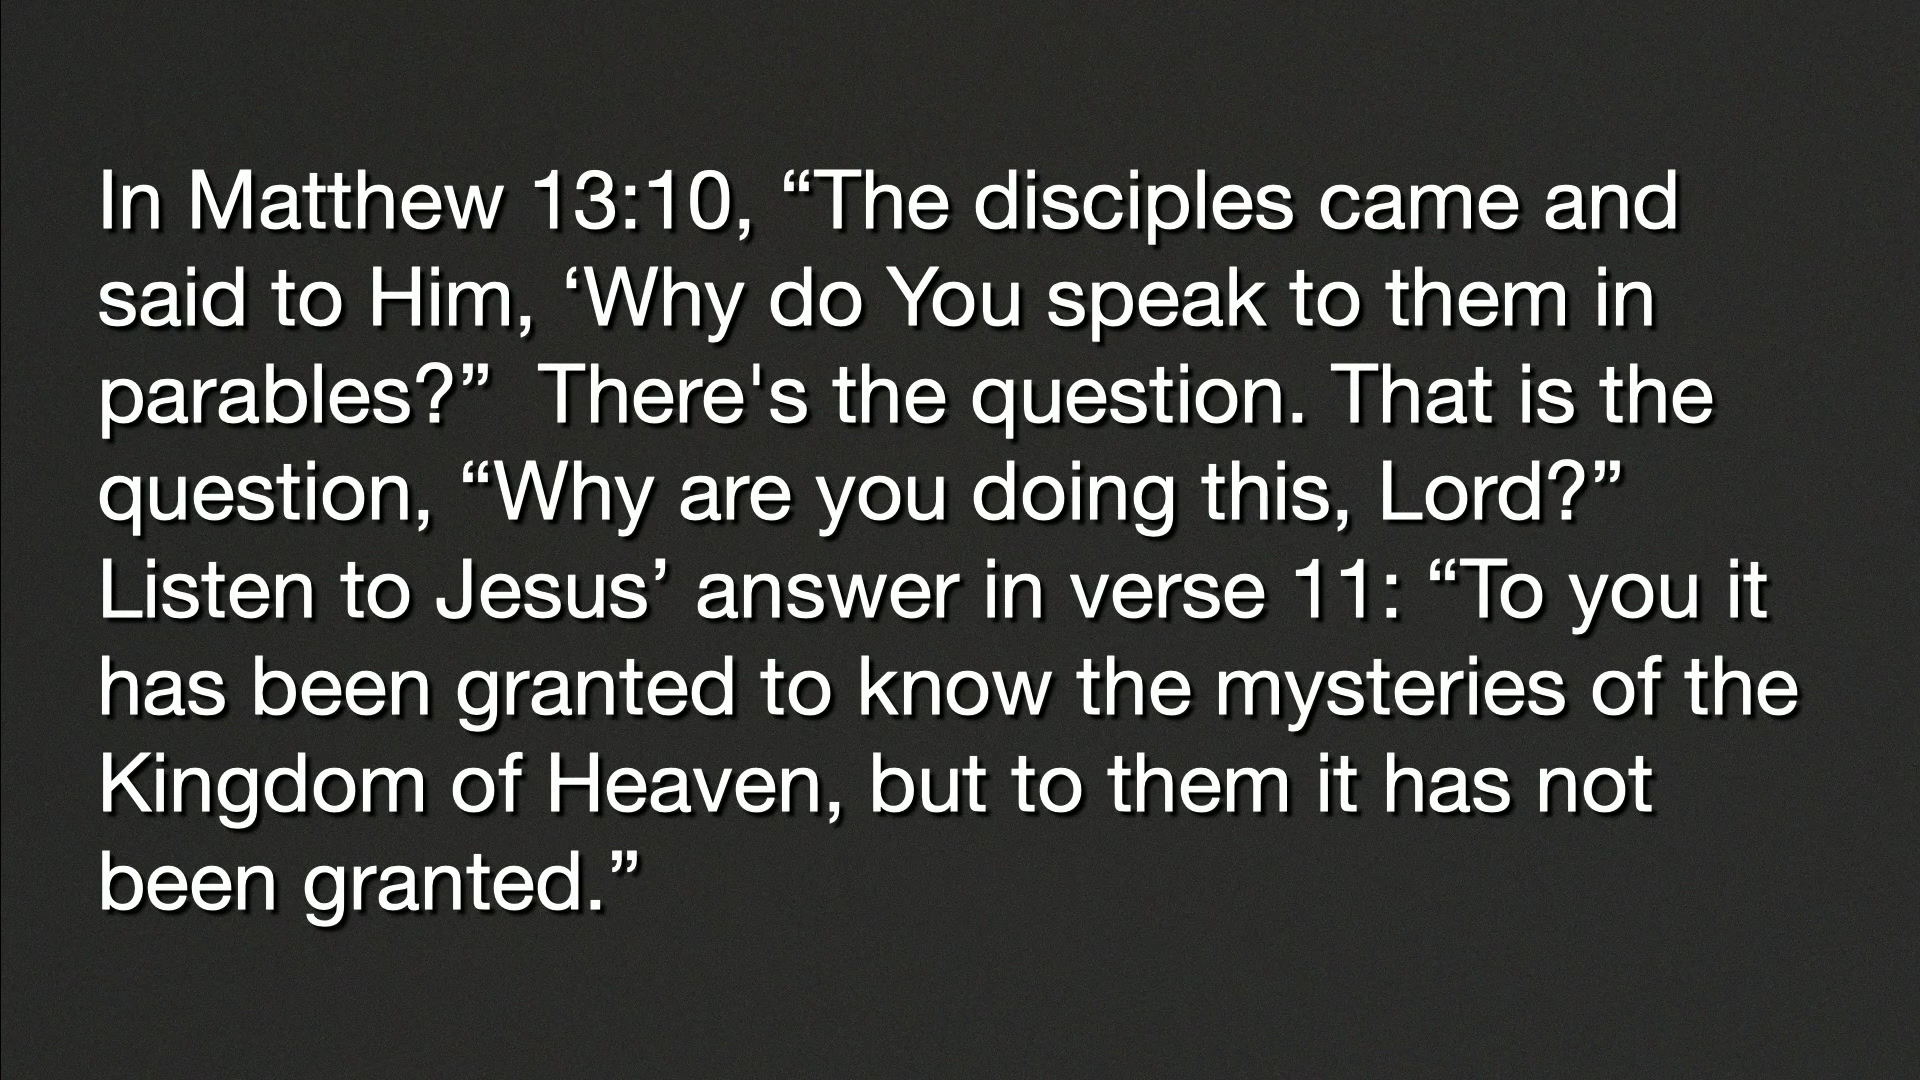 In Matthew 13:10, “The disciples came and
said to Him, ‘Why do You speak to them in
parables?”  There's the question. That is the
question, “Why are you doing this, Lord?”
Listen to Jesus’ answer in verse 11: “To you it
has been granted to know the mysteries of the
Kingdom of Heaven, but to them it has not
been granted.”